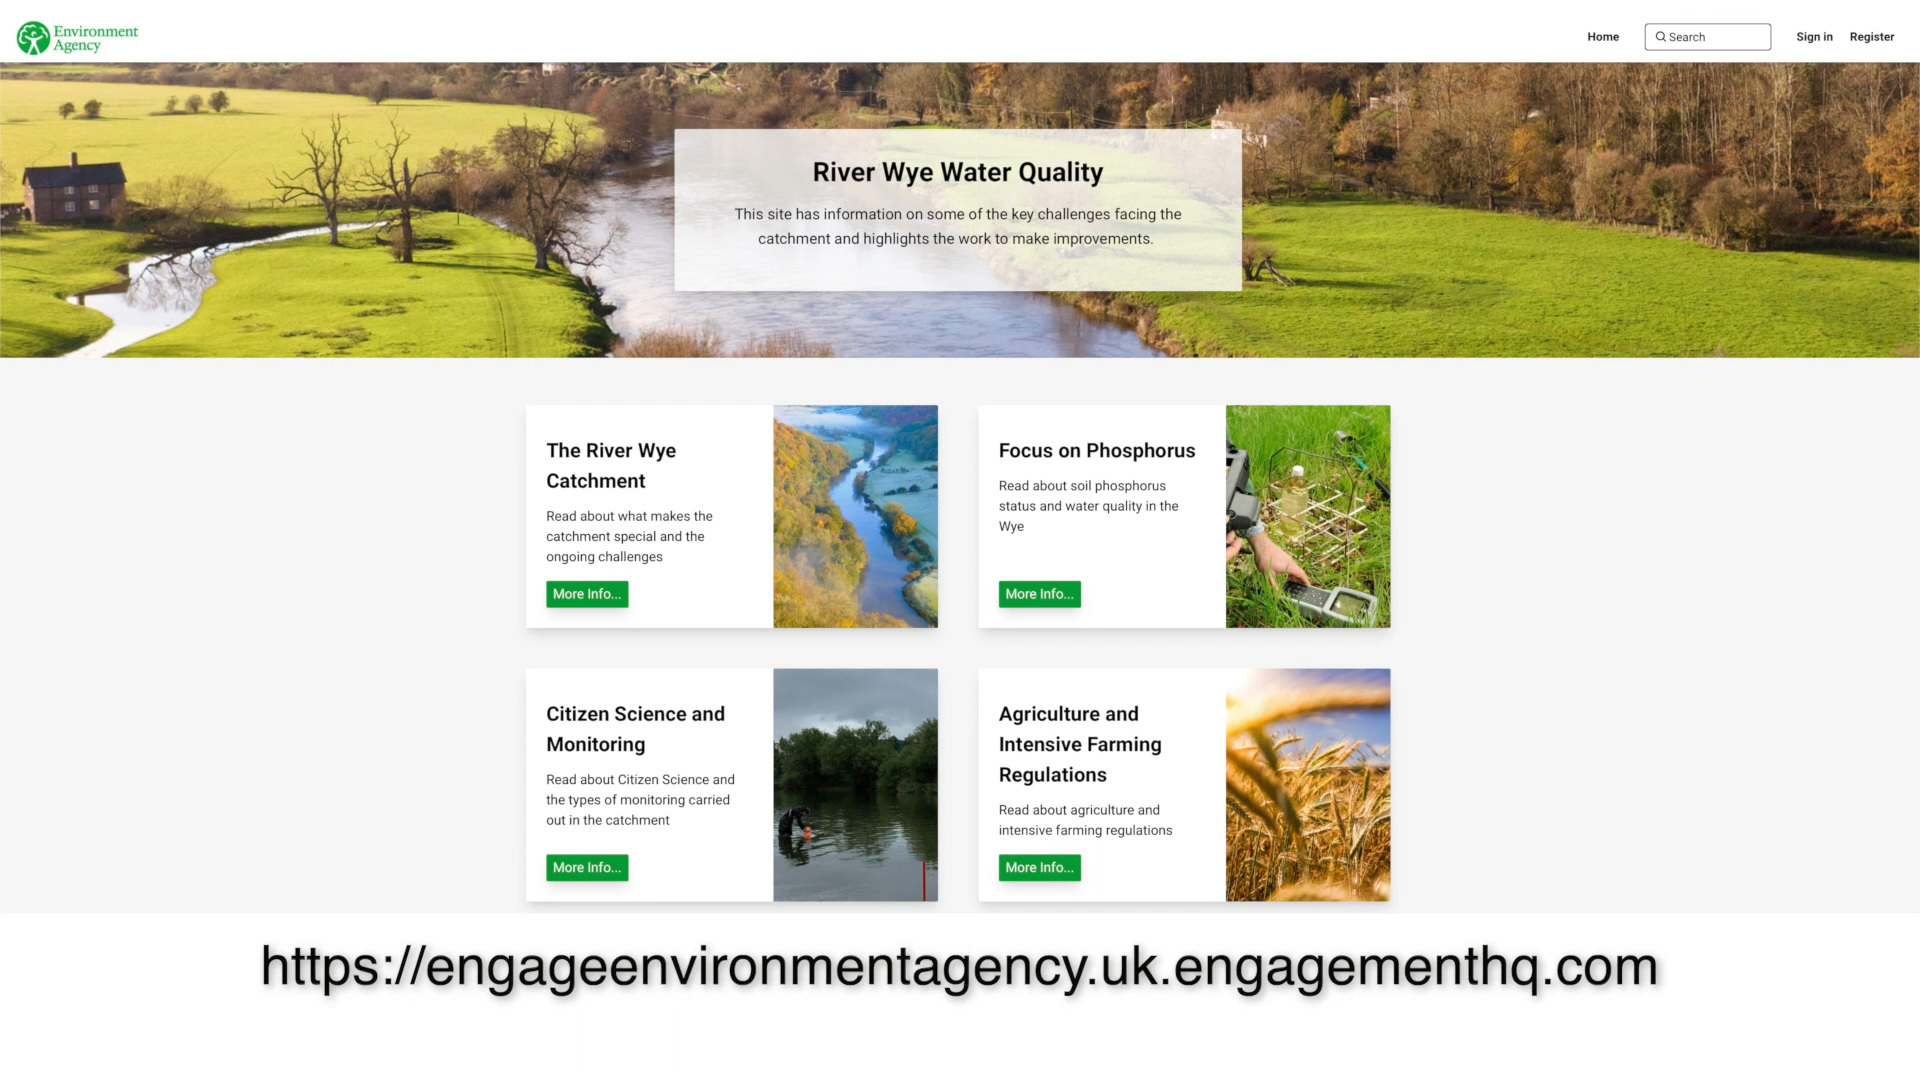 Environment
Agency
Home
Search
Sign in
Register
River Wye Water Quality
This site has information on some of the key challenges facing the
catchment and highlights the work to make improvements.
The River Wye
Catchment
Read about what makes the
catchment special and the
ongoing challenges
More Info...
Focus on Phosphorus
Read about soil phosphorus
status and water quality in the
Wye
More Info...
Citizen Science and
Monitoring
Read about Citizen Science and
the types of monitoring carried
out in the catchment
More Info...
Agriculture and
Intensive Farming
Regulations
Read about agriculture and
intensive farming regulations
More Info...
https://engageenvironmentagency.uk.engagementhq.com